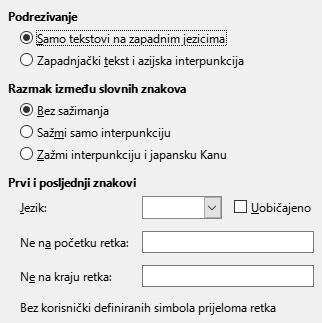 Podrezivanje
Samo tekstovi na zapadnim jezicima
Zapadnjački tekst i azijska interpunkcija
Razmak između slovnih znakova
Bez sažimanja
Sažmi samo interpunkciju
Zažmi interpunkciju i japansku Kanu
Prvi i posljednji znakovi
Jezik:
Uobičajeno
Ne na početku retka:
Ne na kraju retka:
Bez korisnički definiranih simbola prijeloma retka